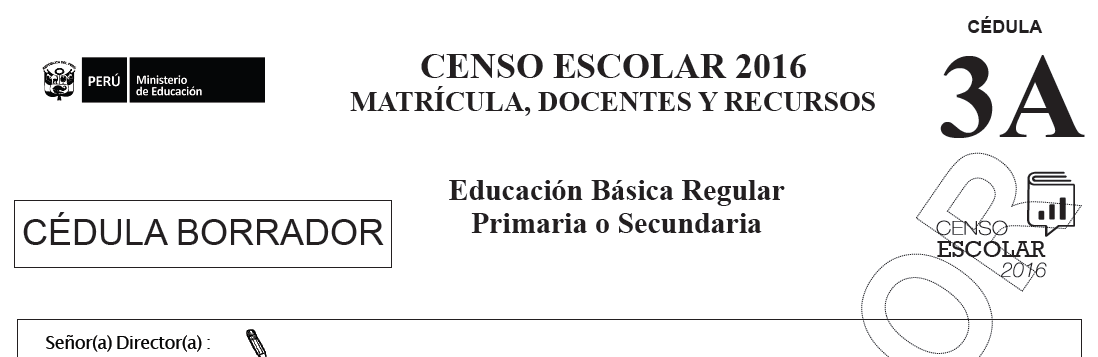 CÉDULA
3A
PERÚ
Ministerio
de Educación
CENSO ESCOLAR 2016
MATRÍCULA, DOCENTES Y RECURSOS
Educación Básica Regular
Primaria o Secundaria
CÉDULA BORRADOR
CENSO
ESCOLAR
2016
OR
Señor(a) Director(a) :